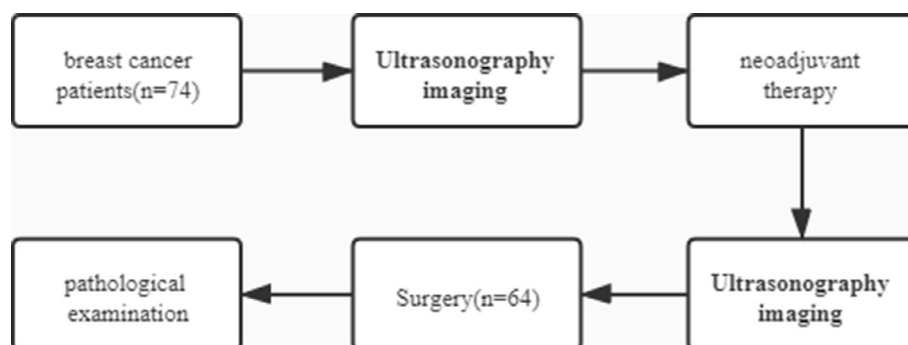 breast cancer
patients(n=74)
Ultrasonography
imaging
neoadjuvant
therapy
Ultrasonography
imaging
Surgery(n=64)
pathological
examination